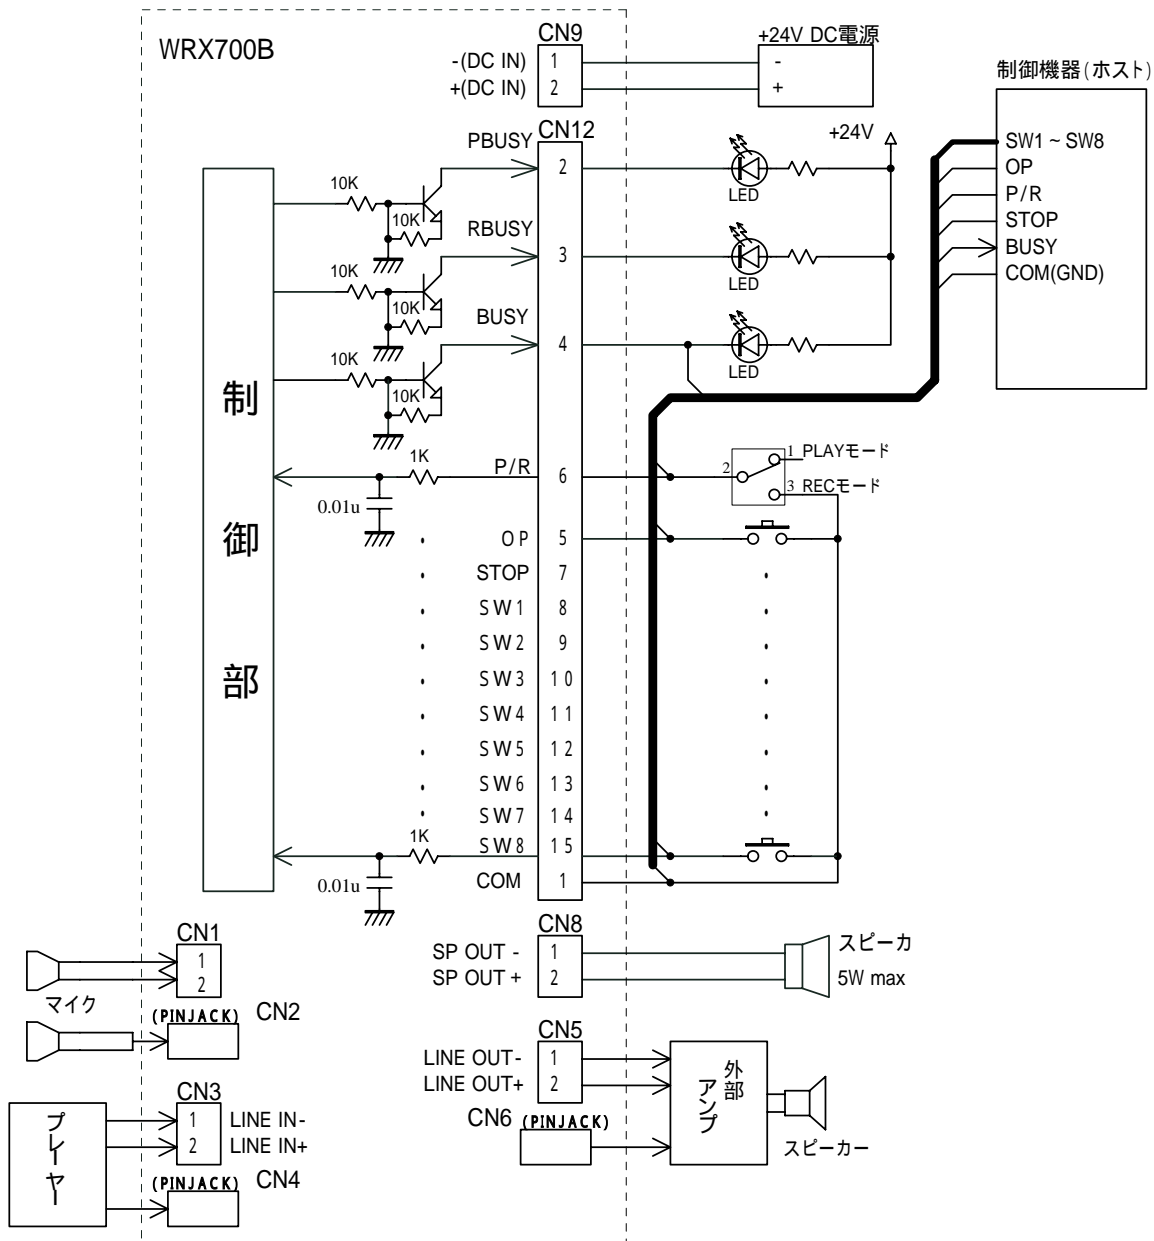 WRX700B
CN9
-(DC IN) 1
+(DC IN) 2
+24V DC電源
-
+
制御機器(ホスト)
SW1 ~ SW8
OP
P/R
STOP
BUSY
COM(GND)
CN12
+24V
PBUSY 2
LED
RBUSY 3
LED
BUSY 4
LED
10K
10K
10K
10K
10K
10K
制御部
1K
0.01u
P/R 6
2
1 PLAYモード
3 RECモード
OP 5
STOP 7
SW1 8
SW2 9
SW3 10
SW4 11
SW5 12
SW6 13
SW7 14
SW8 15
COM 1
1K
0.01u
CN1
1
2
マイク
(PINJACK) CN2
CN8
SP OUT - 1
SP OUT + 2
スピーカ
5W max
CN5
LINE OUT- 1
LINE OUT+ 2
CN6 (PINJACK)
外部アンプ
スピーカー
プレーヤー
CN3
1 LINE IN-
2 LINE IN+
(PINJACK) CN4